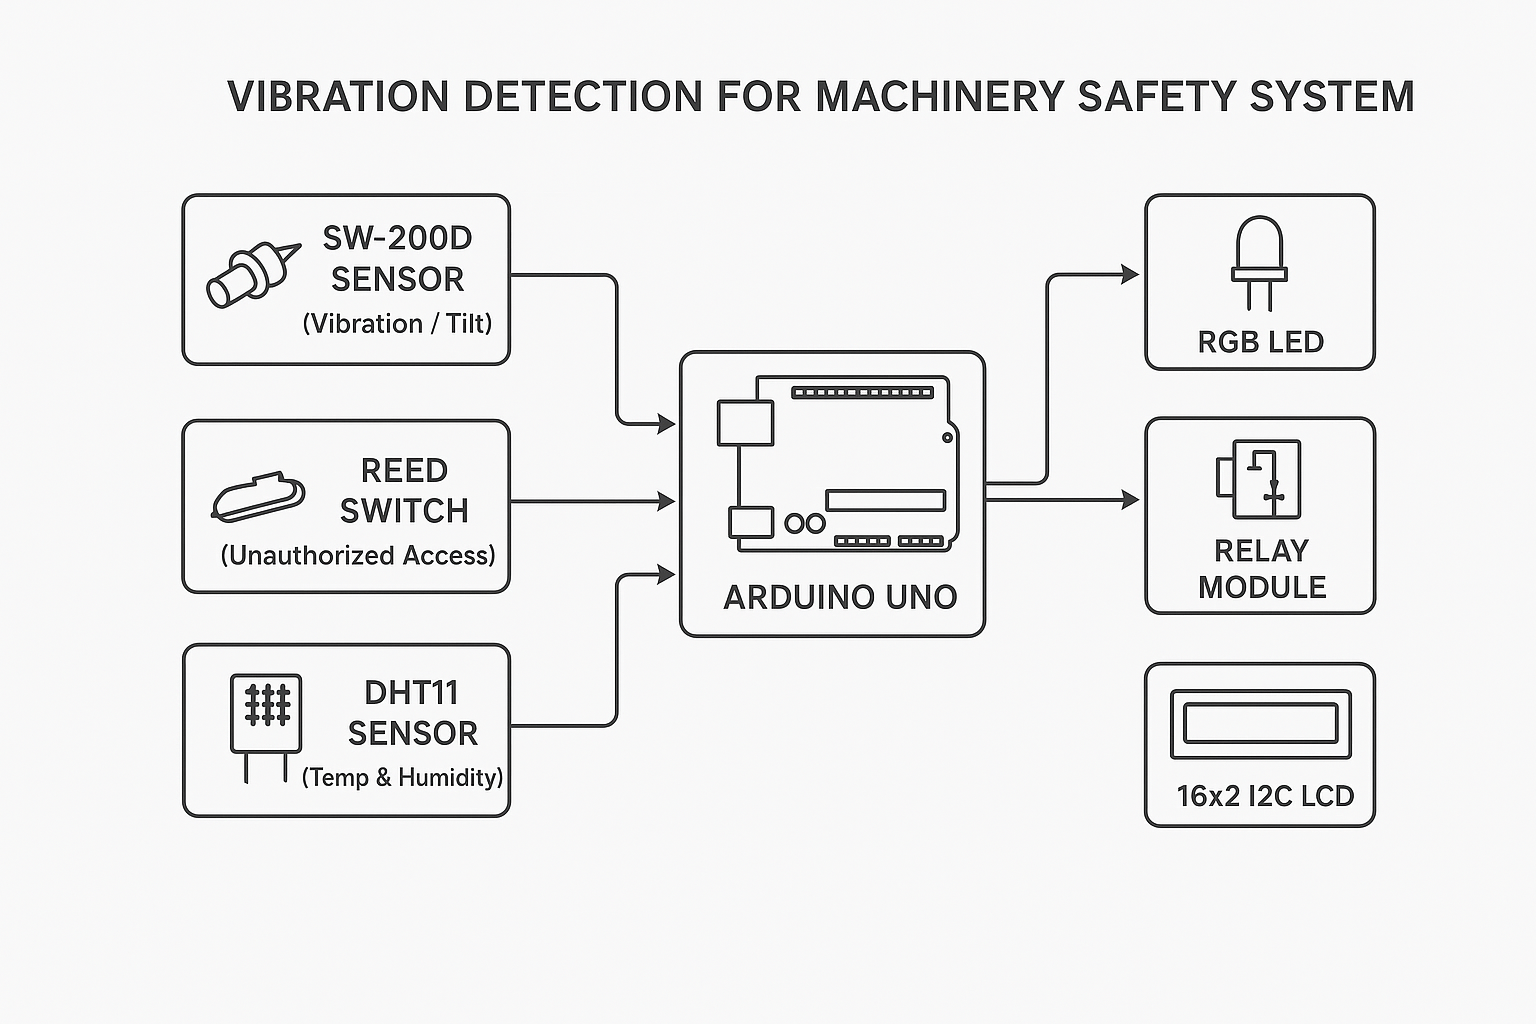 VIBRATION DETECTION FOR MACHINERY SAFETY SYSTEM
SW-200D
SENSOR
(Vibration / Tilt)
REED
SWITCH
(Unauthorized Access)
DHT11
SENSOR
(Temp & Humidity)
ARDUINO UNO
RGB LED
RELAY
MODULE
16x2 I2C LCD